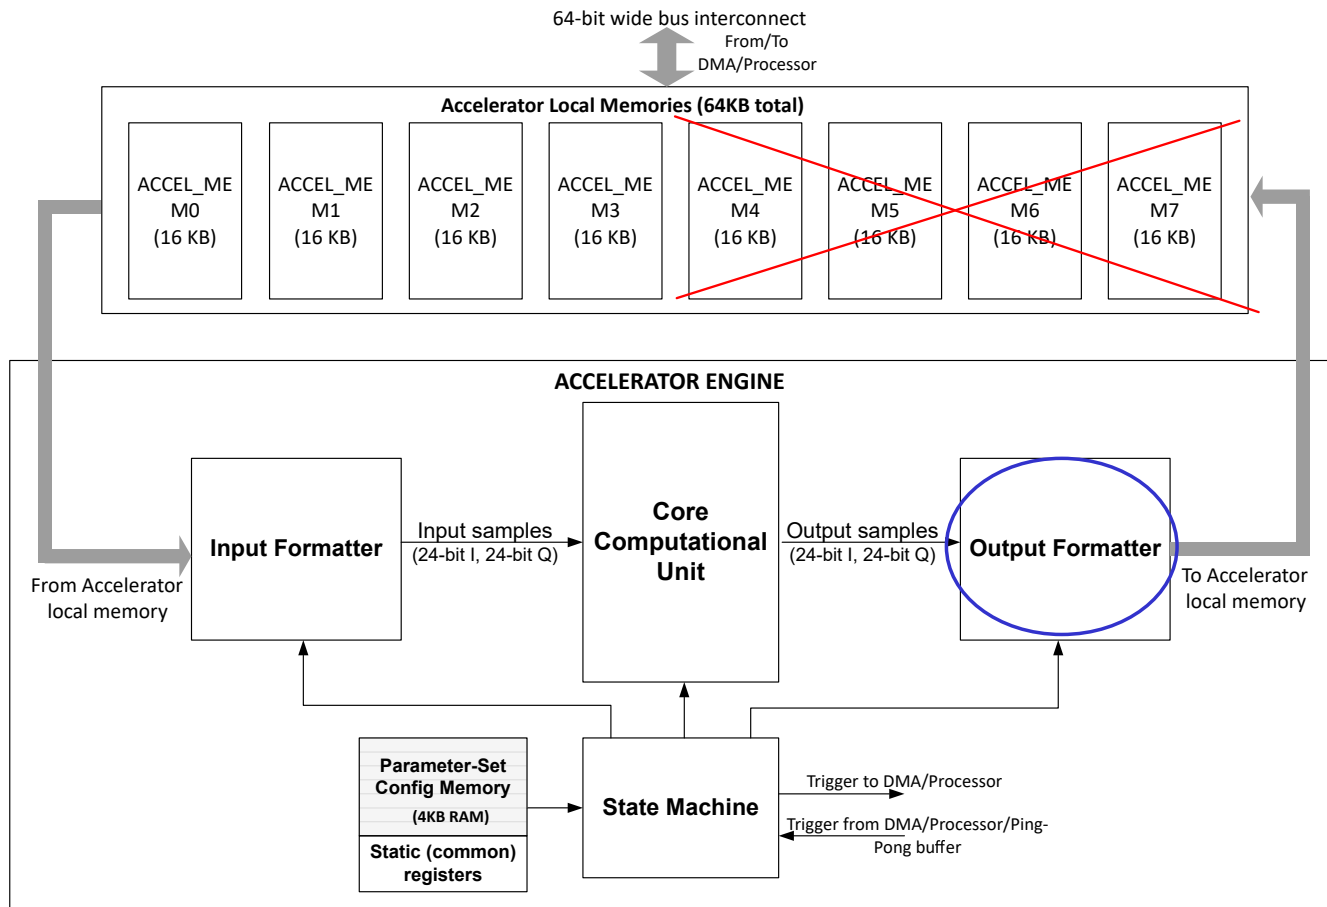 64-bit wide bus interconnect
From/To
DMA/Processor
Accelerator Local Memories (64KB total)
ACCEL_ME
M0
(16 KB)
ACCEL_ME
M1
(16 KB)
ACCEL_ME
M2
(16 KB)
ACCEL_ME
M3
(16 KB)
ACCEL_ME
M4
(16 KB)
ACCEL_ME
M5
(16 KB)
ACCEL_ME
M6
(16 KB)
ACCEL_ME
M7
(16 KB)
ACCELERATOR ENGINE
From Accelerator
local memory
Input Formatter
Input samples
(24-bit I, 24-bit Q)
Core
Computational
Unit
Output samples
(24-bit I, 24-bit Q)
Output Formatter
To Accelerator
local memory
Parameter-Set
Config Memory
(4KB RAM)
Static (common)
registers
State Machine
Trigger to DMA/Processor
Trigger from DMA/Processor/Ping-
Pong buffer